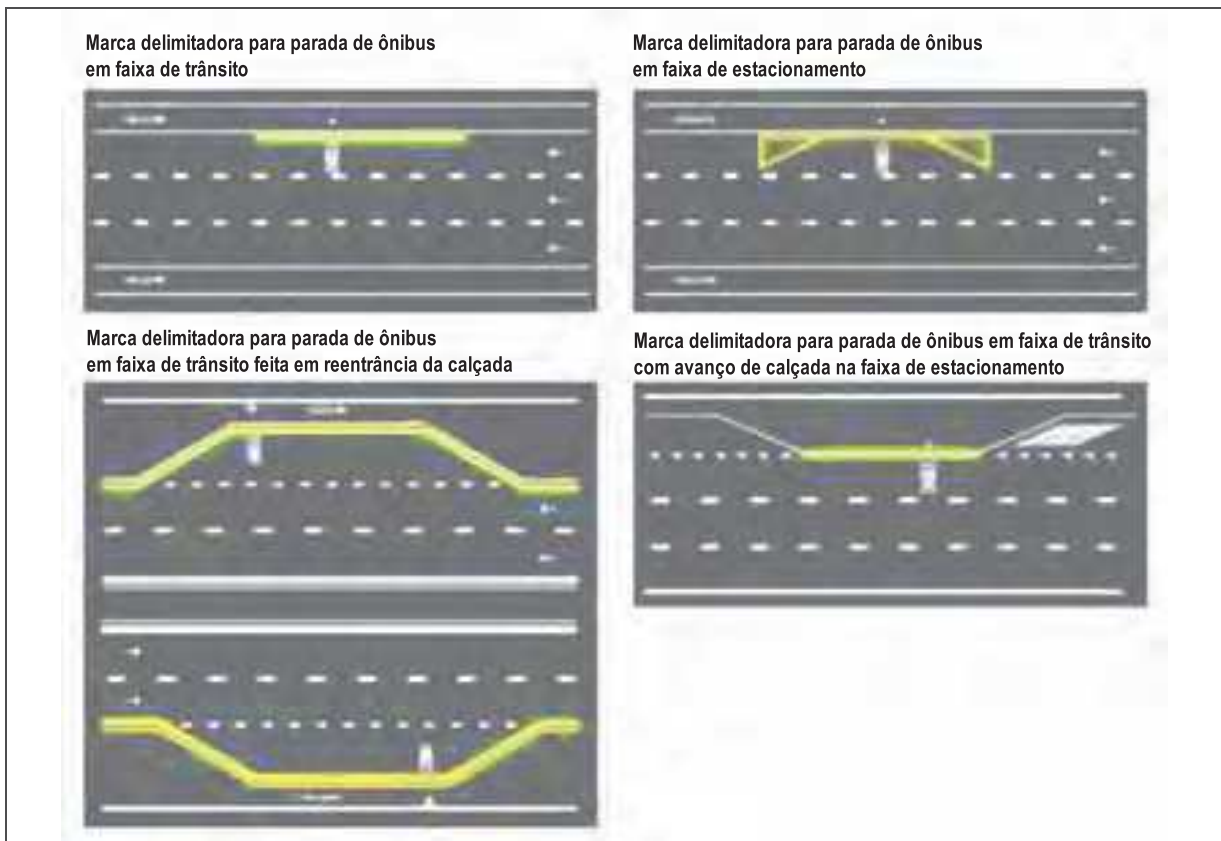 Marca delimitadora para parada de ônibus
em faixa de trânsito
Marca delimitadora para parada de ônibus
em faixa de estacionamento
Marca delimitadora para parada de ônibus
em faixa de trânsito feita em reentrância da calçada
Marca delimitadora para parada de ônibus em faixa de trânsito
com avanço de calçada na faixa de estacionamento